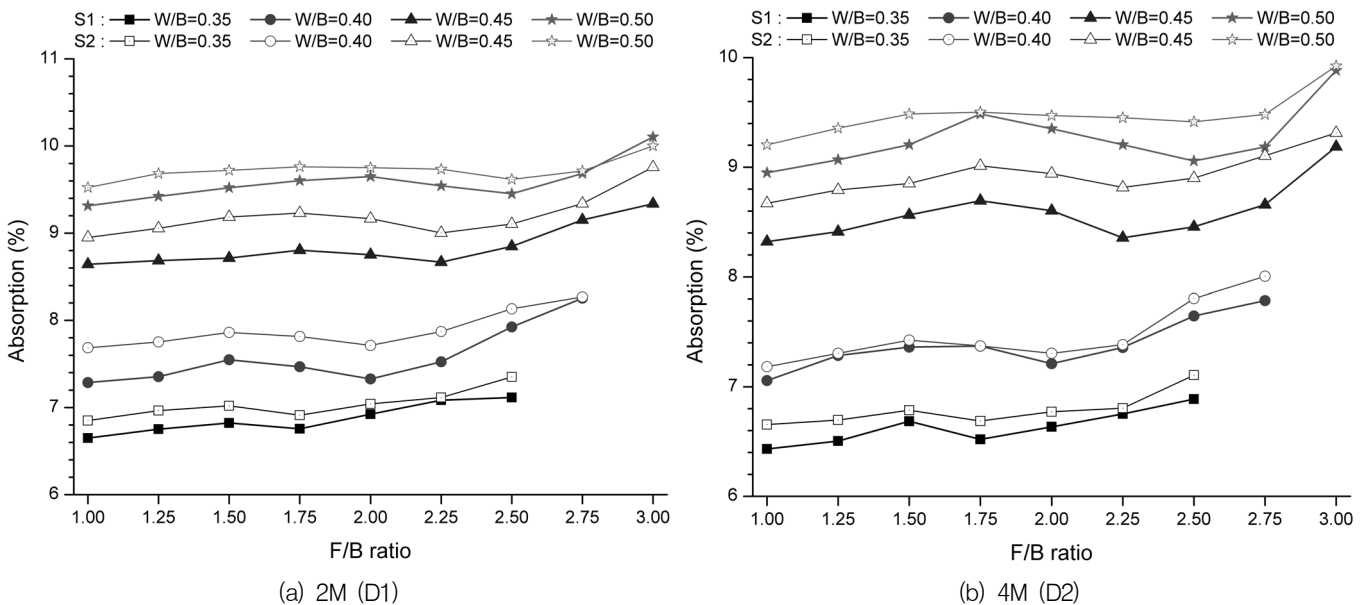 S1 : W/B=0.35 W/B=0.40 W/B=0.45 W/B=0.50
S2 : W/B=0.35 W/B=0.40 W/B=0.45 W/B=0.50
11
10
9
8
7
6
Absorption (%)
1.00 1.25 1.50 1.75 2.00 2.25 2.50 2.75 3.00
F/B ratio
(a) 2M (D1)
S1 : W/B=0.35 W/B=0.40 W/B=0.45 W/B=0.50
S2 : W/B=0.35 W/B=0.40 W/B=0.45 W/B=0.50
10
9
8
7
6
Absorption (%)
1.00 1.25 1.50 1.75 2.00 2.25 2.50 2.75 3.00
F/B ratio
(b) 4M (D2)